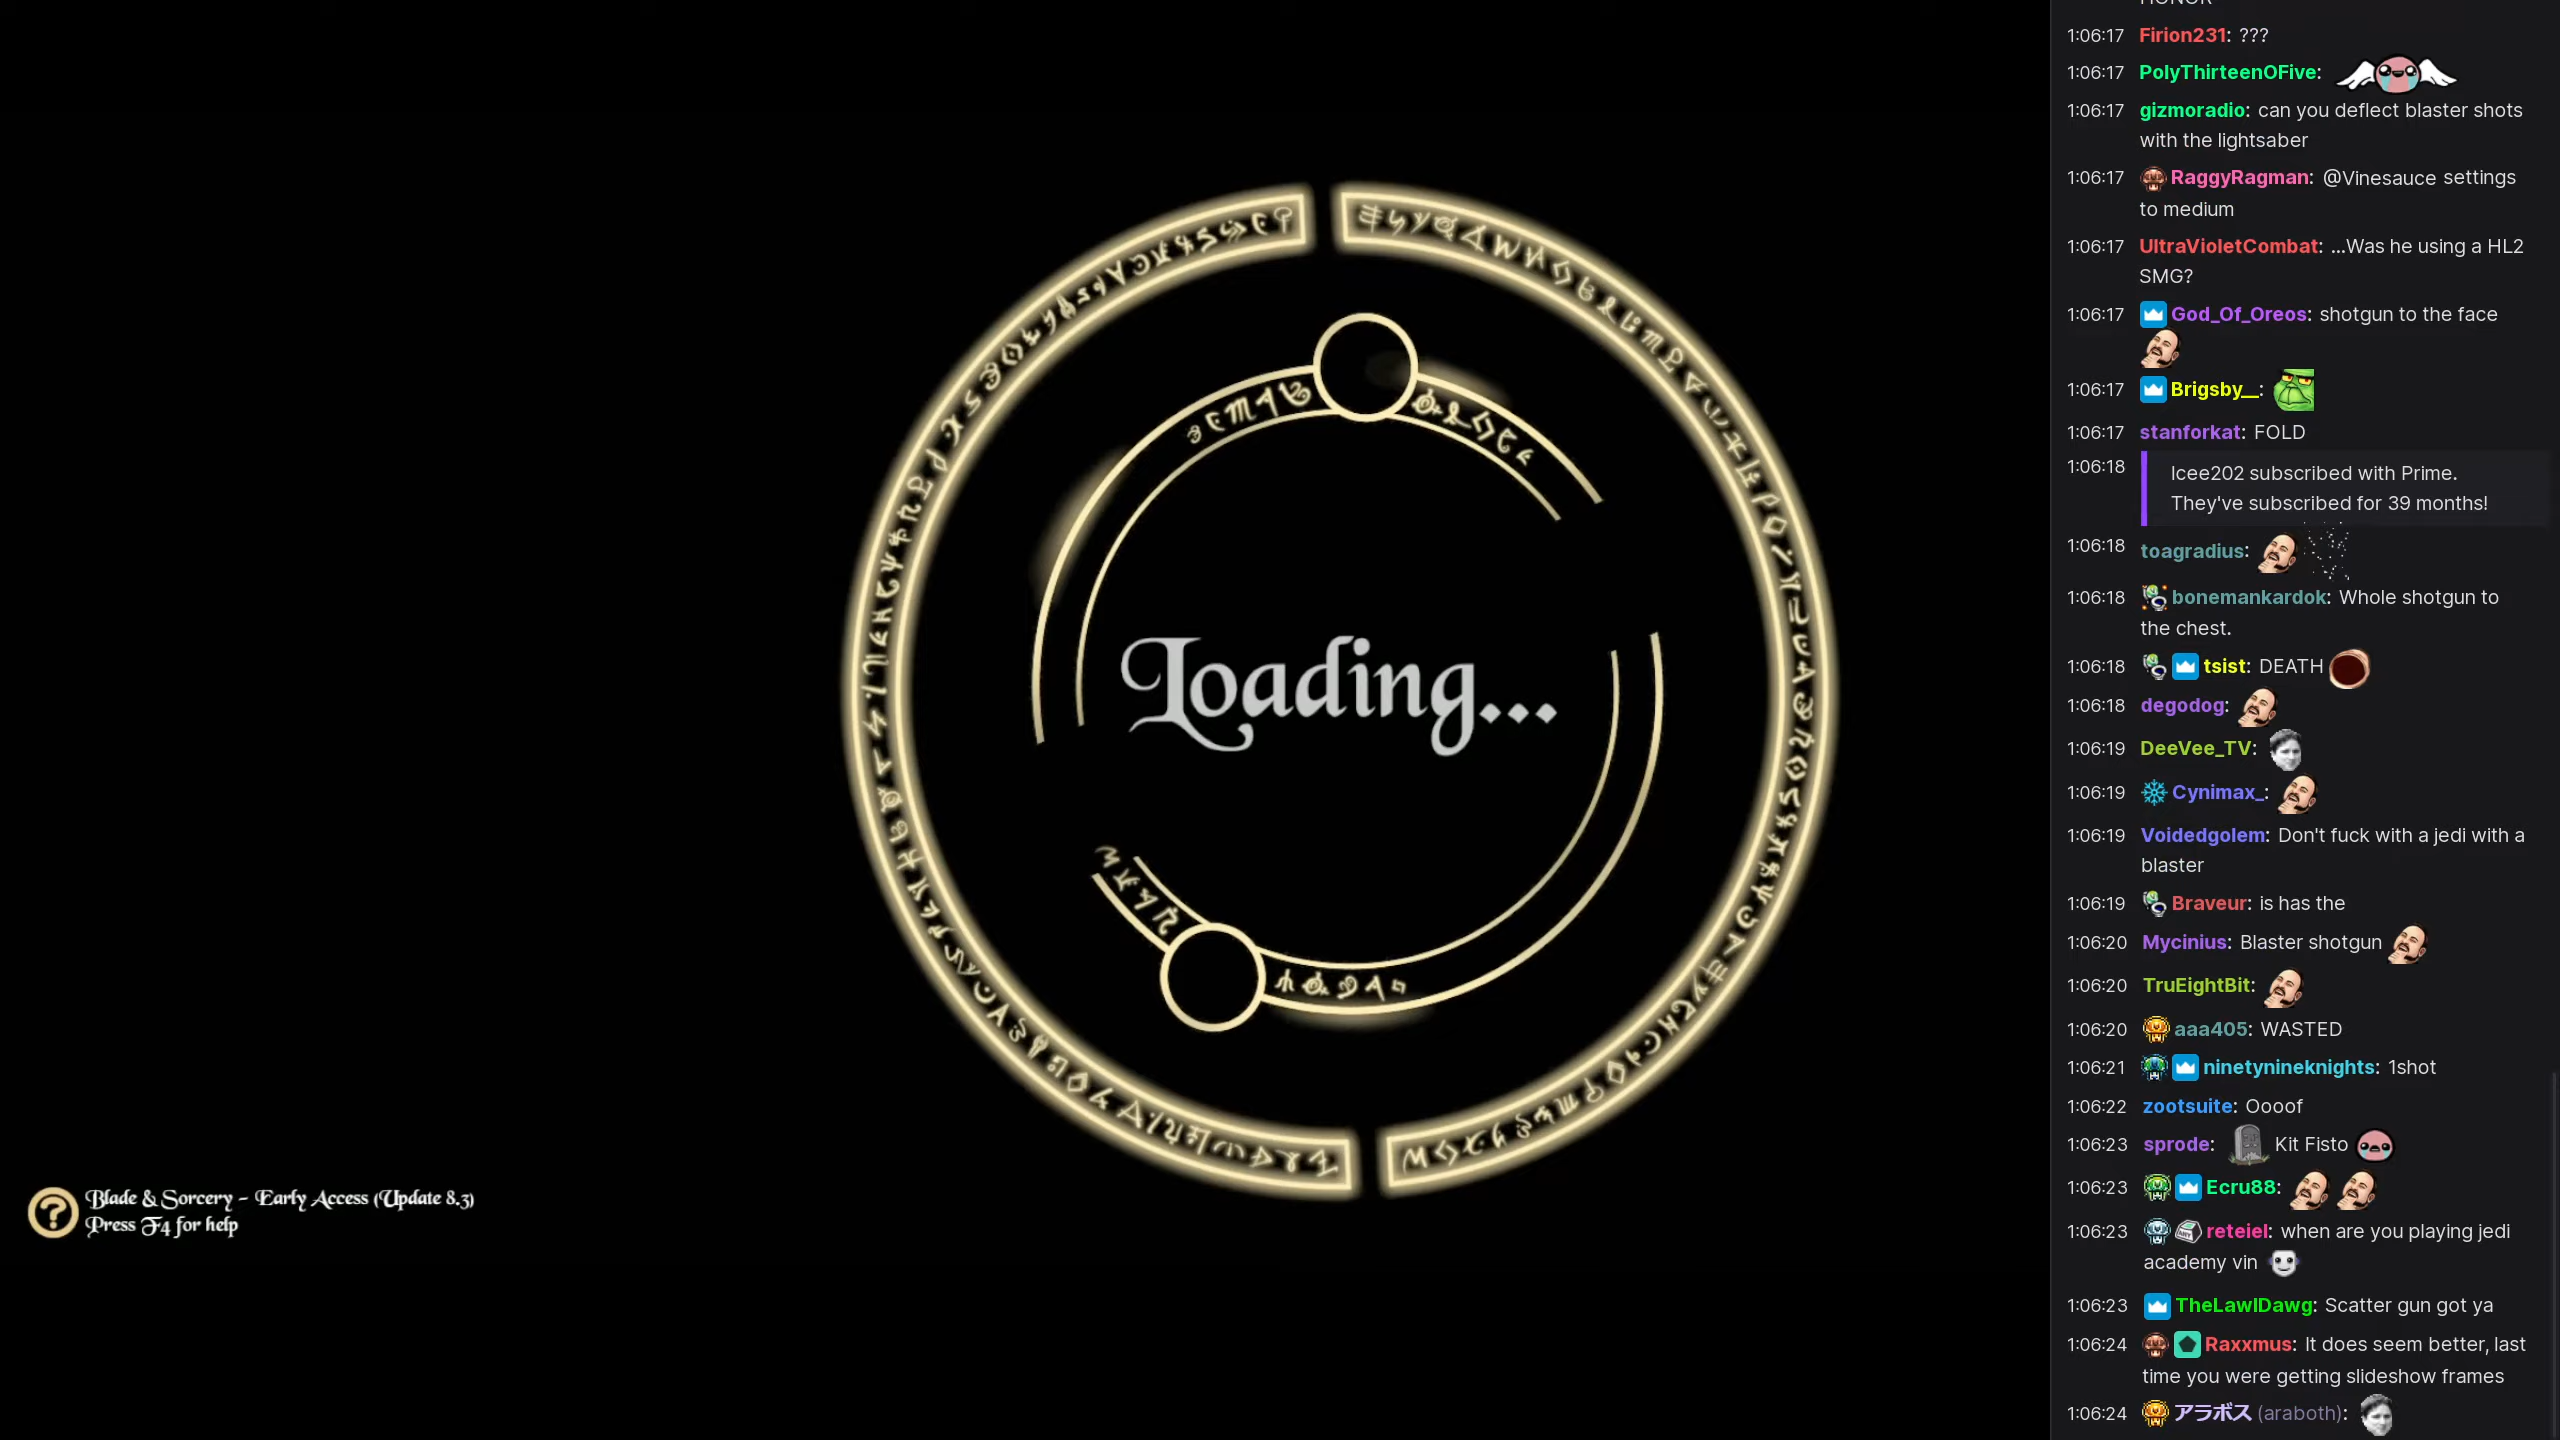 Loading...
Blade & Sorcery - Early Access (Update 8.3)
Press F4 for help
HONOR
1:06:17 Firion231: ???
1:06:17 PolyThirteenOFive:
1:06:17 gizmoradio: can you deflect blaster shots
with the lightsaber
1:06:17 RaggyRagman: @Vinesauce settings
to medium
1:06:17 UltraVioletCombat: ...Was he using a HL2
SMG?
1:06:17 God_Of_Oreos: shotgun to the face
1:06:17 Brigsby__:
1:06:17 stanforkat: FOLD
1:06:18 Icee202 subscribed with Prime.
They've subscribed for 39 months!
1:06:18 toagradius:
1:06:18 bonemankardok: Whole shotgun to
the chest.
1:06:18 tsist: DEATH
1:06:18 degodog:
1:06:19 DeeVee_TV:
1:06:19 Cynimax_:
1:06:19 Voidedgolem: Don't fuck with a jedi with a
blaster
1:06:19 Braveur: is has the
1:06:20 Mycinius: Blaster shotgun
1:06:20 TruEightBit:
1:06:20 aaa405: WASTED
1:06:21 ninetynineknights: 1shot
1:06:22 zootsuite: Oooof
1:06:23 sprode: Kit Fisto
1:06:23 Ecru88:
1:06:23 reteiel: when are you playing jedi
academy vin
1:06:23 TheLawlDawg: Scatter gun got ya
1:06:24 Raxxmus: It does seem better, last
time you were getting slideshow frames
1:06:24 アラボス (araboth):